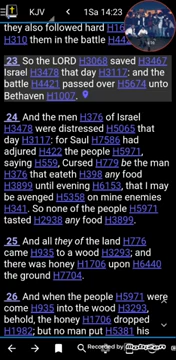 KJV
1Sa 14:23
they also followed hard H16
H310 them in the battle H44
23 So the LORD H3068 saved H3467
Israel H3478 that day H3117: and the
battle H4421 passed over H5674 unto
Bethaven H1007.
24 And the men H376 of Israel
H3478 were distressed H5065 that
day H3117: for Saul H7586 had
adjured H422 the people H5971,
saying H559, Cursed H779 be the man
H376 that eateth H398 any food
H3899 until evening H6153, that I may
be avenged H5358 on mine enemies
H341. So none of the people H5971
tasted H2938 any food H3899.
25 And all they of the land H776
came H935 to a wood H3293; and
there was honey H1706 upon H6440
the ground H7704.
26 And when the people H5971 were
come H935 into the wood H3293,
behold, the honey H1706 dropped
H1982; but no man put H5381 his
Recorded by